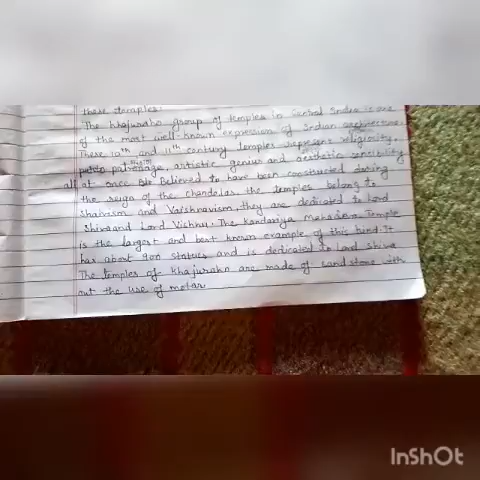 these temples.
The khajuraho group of temples in central India is one
of the most well-known expression of Indian architecture.
These 10th and 11th century temples represent religiosity,
patronage, artistic genius and aesthetic sensibility
all at once. Believed to have been constructed during
the reign of the chandelas, the temples belong to
Shaivism and Vaishnavism. they are dedicated to Lord
Shiva and Lord Vishnu. The Kandariya Mahadeva Temple
is the largest and best known example of this kind. It
has about 900 statues and is dedicated to Lord Shiva
The temples of khajuraho are made of sand stone with
out the use of motar
InShOt